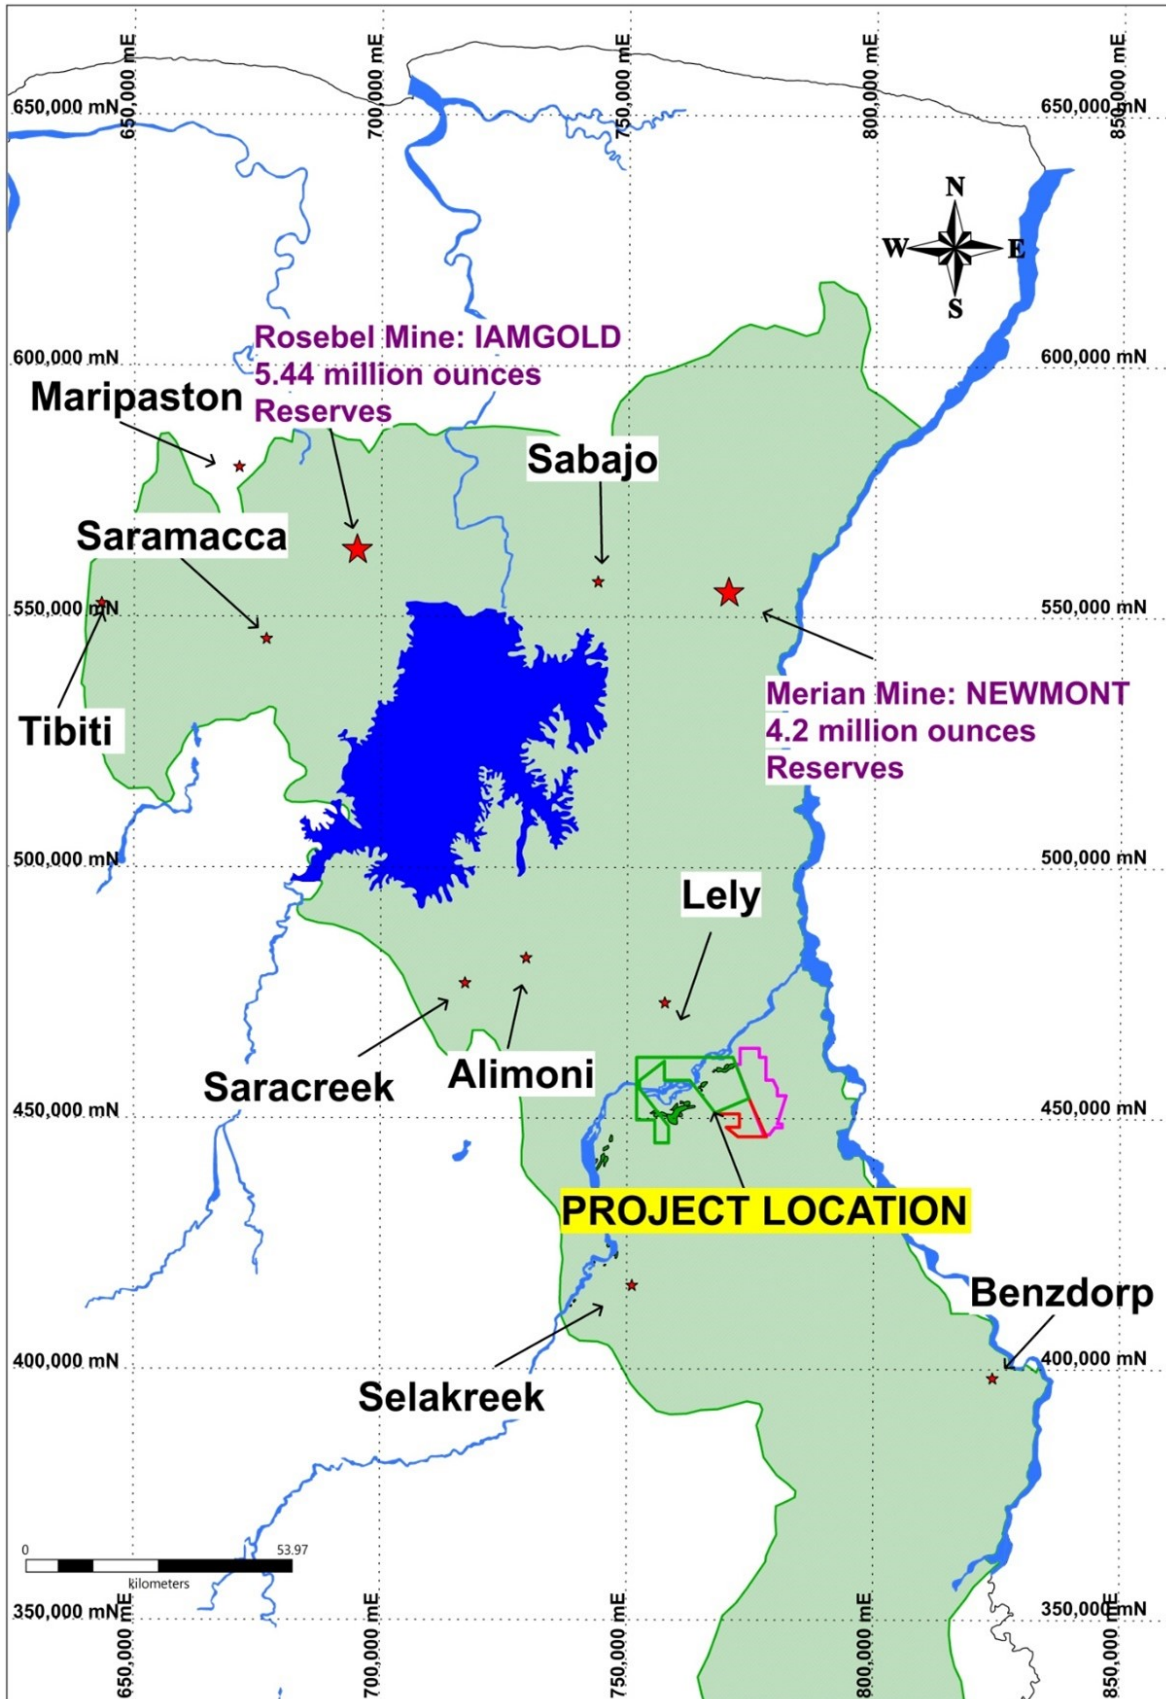 650,000 mE
700,000 mE
750,000 mE
800,000 mE
850,000 mE
650,000 mN
650,000 mN
N
W
E
S
Rosebel Mine: IAMGOLD
5.44 million ounces
Reserves
600,000 mN
600,000 mN
Maripaston
Sabajo
Saramacca
550,000 mN
550,000 mN
Tibiti
Merian Mine: NEWMONT
4.2 million ounces
Reserves
500,000 mN
500,000 mN
Lely
Saracreek
Alimoni
450,000 mN
450,000 mN
PROJECT LOCATION
Benzdorp
400,000 mN
400,000 mN
Selakreek
0
53.97
kilometers
350,000 mN
350,000 mN
650,000 mE
700,000 mE
750,000 mE
800,000 mE
850,000 mE